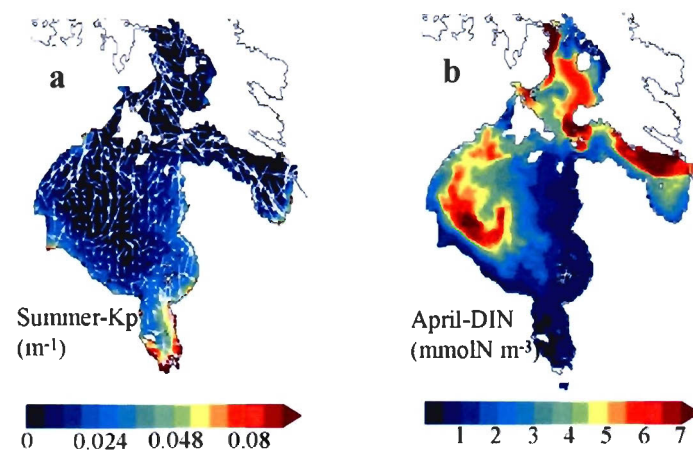 a
b
Summer-Kp
(m-1)
April-DIN
(mmolN m-3)
0 0.024 0.048 0.08
1 2 3 4 5 6 7